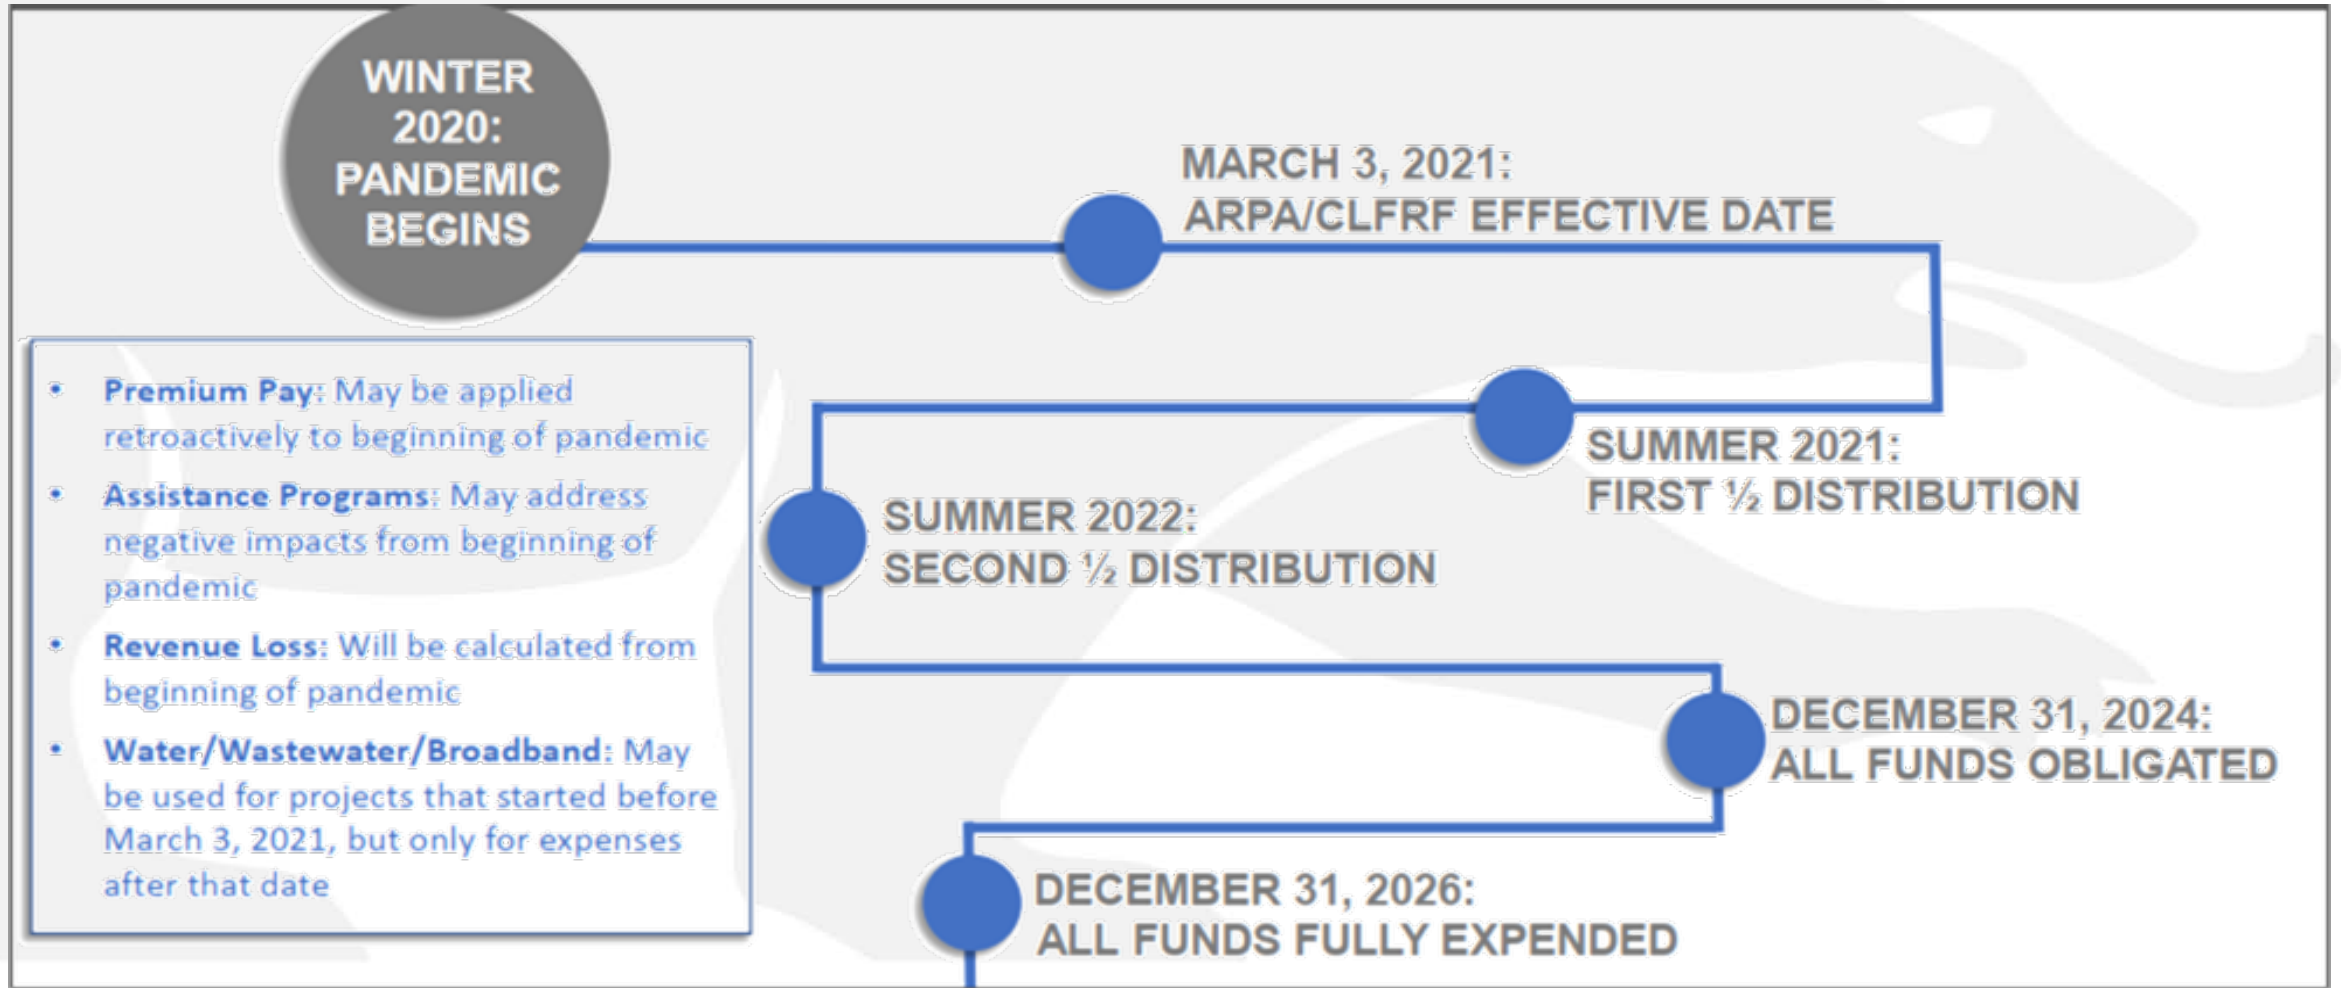 WINTER
2020:
PANDEMIC
BEGINS
MARCH 3, 2021:
ARPA/CLFRF EFFECTIVE DATE
SUMMER 2021:
FIRST ½ DISTRIBUTION
SUMMER 2022:
SECOND ½ DISTRIBUTION
DECEMBER 31, 2024:
ALL FUNDS OBLIGATED
DECEMBER 31, 2026:
ALL FUNDS FULLY EXPENDED
• Premium Pay: May be applied
retroactively to beginning of pandemic
• Assistance Programs: May address
negative impacts from beginning of
pandemic
• Revenue Loss: Will be calculated from
beginning of pandemic
• Water/Wastewater/Broadband: May
be used for projects that started before
March 3, 2021, but only for expenses
after that date